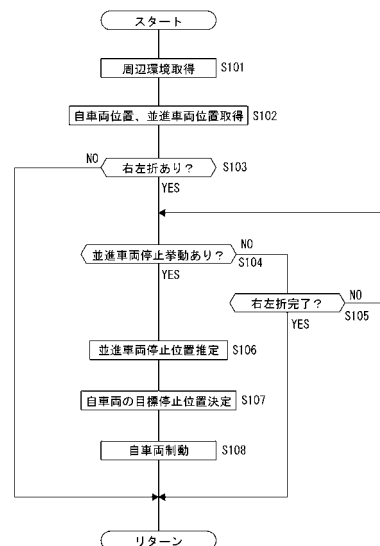 スタート
周辺環境取得 S101
自車両位置、並進車両位置取得 S102
NO 右左折あり? S103
YES
並進車両停止挙動あり? NO S104
YES
右左折完了? NO S105
YES
並進車両停止位置推定 S106
自車両の目標停止位置決定 S107
自車両制動 S108
リターン